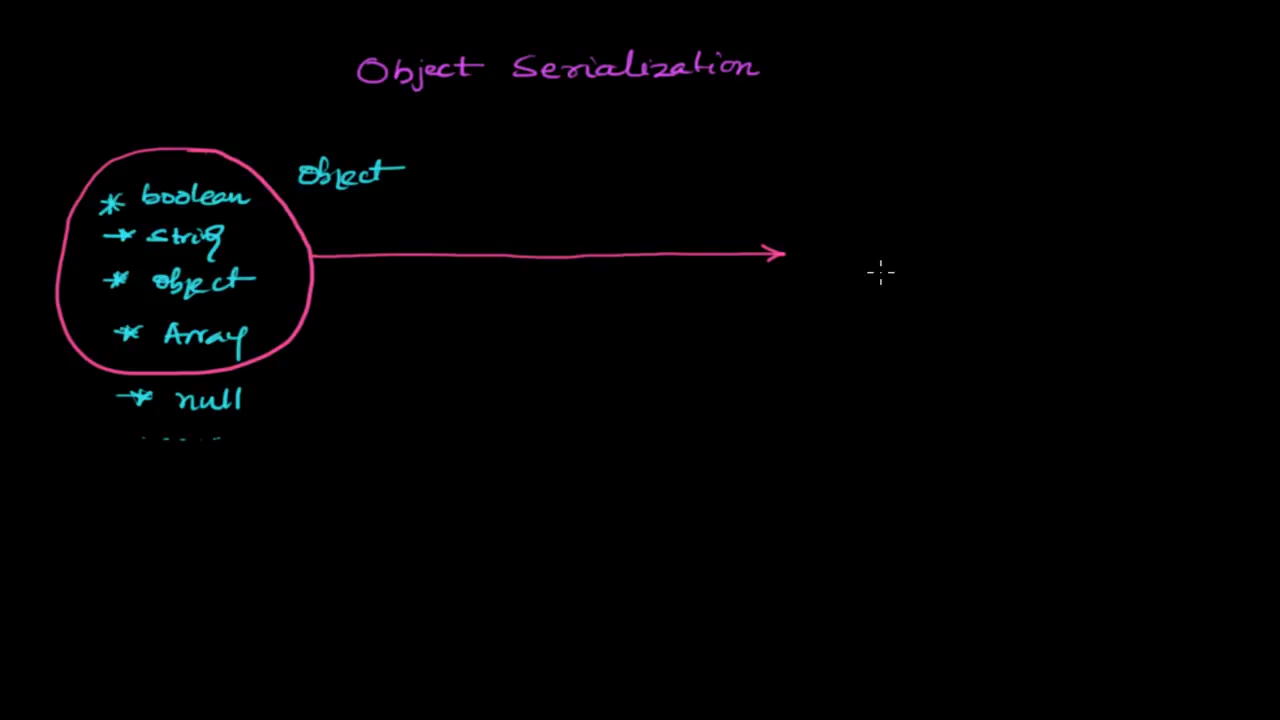 Object Serialization
Object
* boolean
* string
* object
* Array
* null